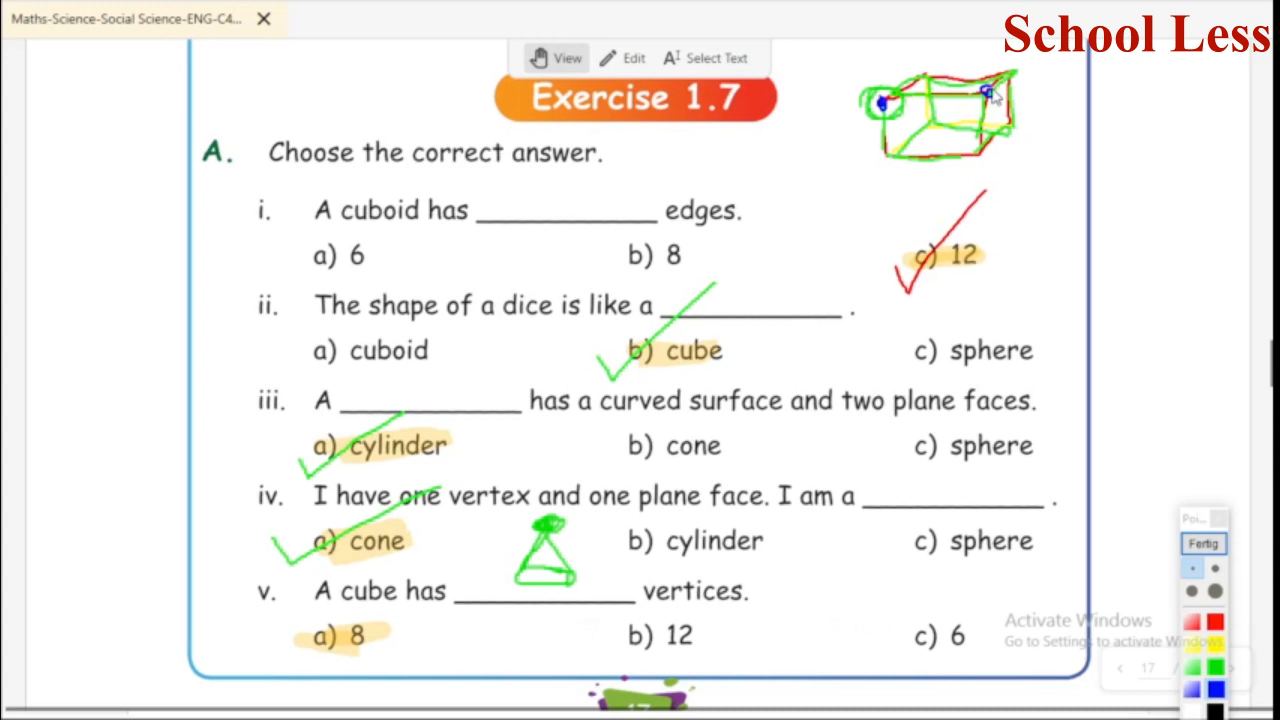 Maths-Science-Social Science-ENG-C4...
School Less
View Edit Select Text
Exercise 1.7
A. Choose the correct answer.
i. A cuboid has ____________ edges.
a) 6 b) 8 c) 12
ii. The shape of a dice is like a ____________ .
a) cuboid b) cube c) sphere
iii. A ____________ has a curved surface and two plane faces.
a) cylinder b) cone c) sphere
iv. I have one vertex and one plane face. I am a ____________ .
a) cone b) cylinder c) sphere
v. A cube has ____________ vertices.
a) 8 b) 12 c) 6
Poi...
Fertig
Activate Windows
Go to Settings to activate Windows.
17 /
17